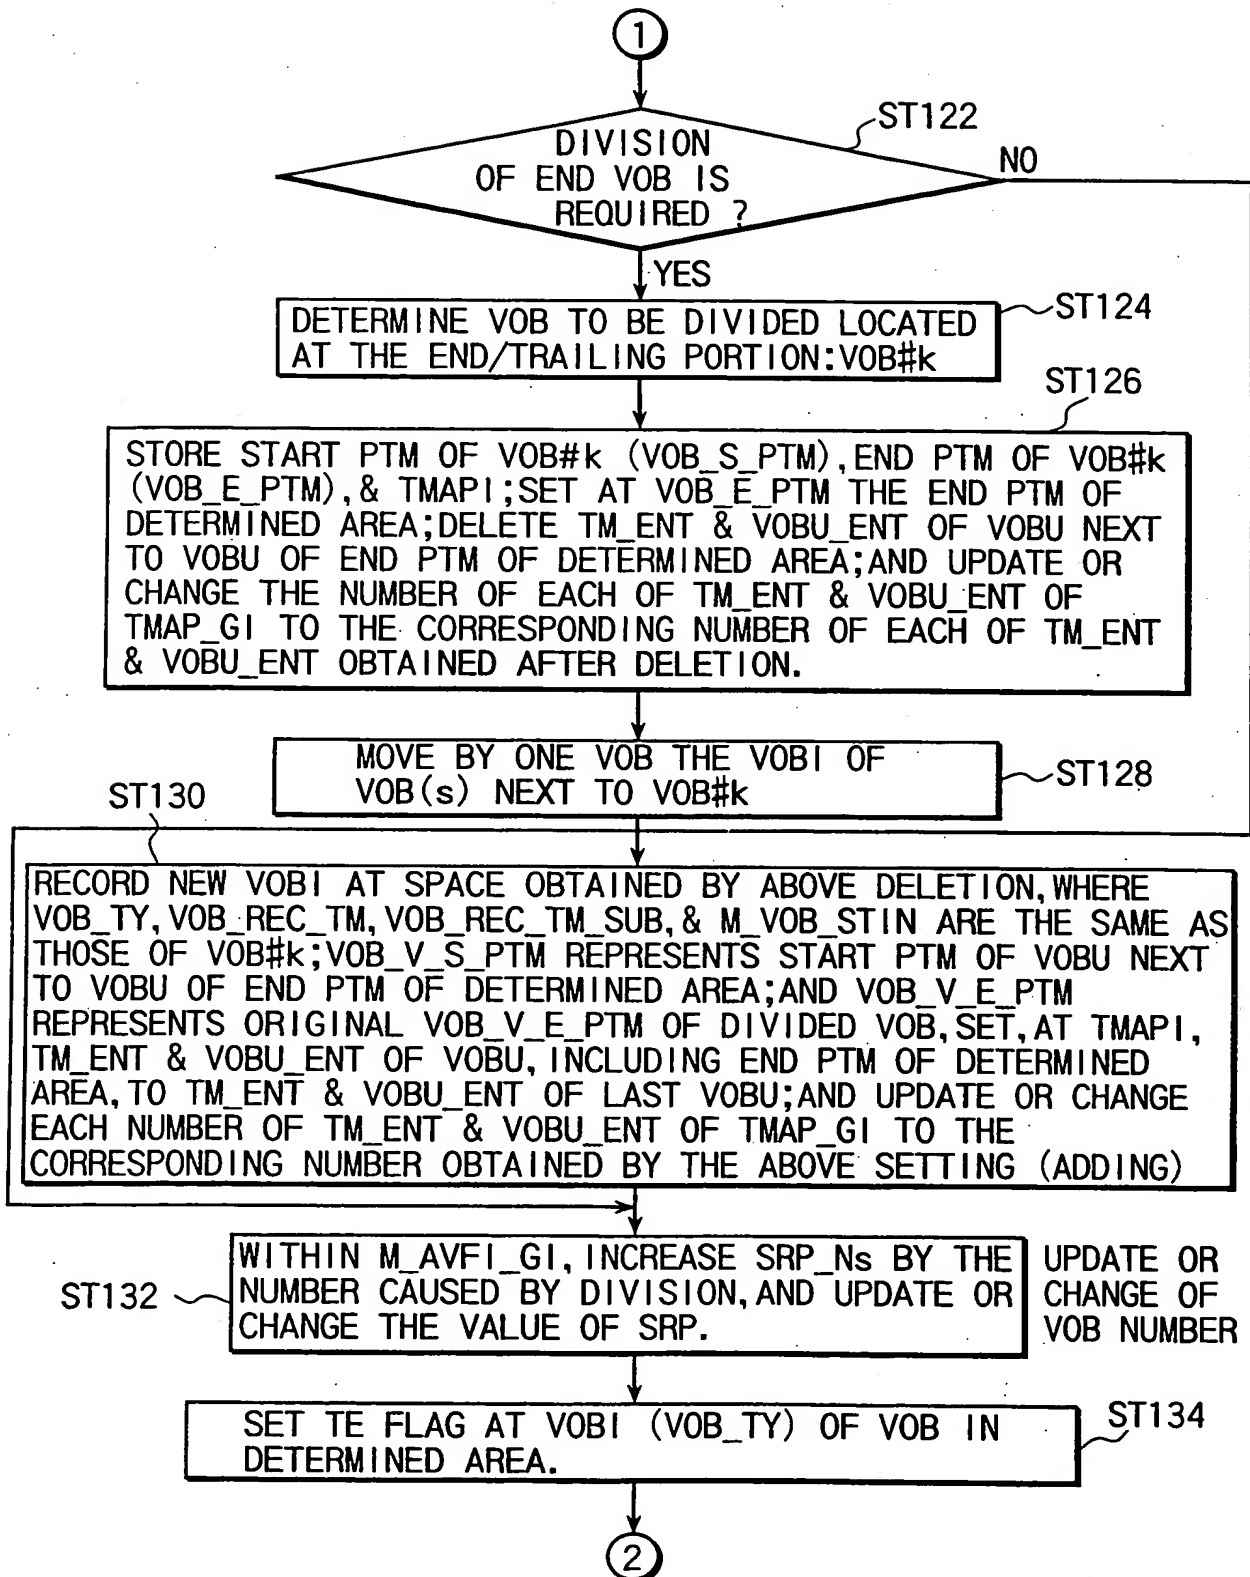 1
ST122
DIVISION
OF END VOB IS
REQUIRED ?
NO
YES
ST124
DETERMINE VOB TO BE DIVIDED LOCATED
AT THE END/TRAILING PORTION:VOB#k
ST126
STORE START PTM OF VOB#k (VOB_S_PTM),END PTM OF VOB#k
(VOB_E_PTM),& TMAPI;SET AT VOB_E_PTM THE END PTM OF
DETERMINED AREA;DELETE TM_ENT & VOBU_ENT OF VOBU NEXT
TO VOBU OF END PTM OF DETERMINED AREA;AND UPDATE OR
CHANGE THE NUMBER OF EACH OF TM_ENT & VOBU_ENT OF
TMAP_GI TO THE CORRESPONDING NUMBER OF EACH OF TM_ENT
& VOBU_ENT OBTAINED AFTER DELETION.
MOVE BY ONE VOB THE VOBI OF
VOB(s) NEXT TO VOB#k
ST128
ST130
RECORD NEW VOBI AT SPACE OBTAINED BY ABOVE DELETION,WHERE
VOB_TY,VOB_REC_TM,VOB_REC_TM_SUB,& M_VOB_STIN ARE THE SAME AS
THOSE OF VOB#k;VOB_V_S_PTM REPRESENTS START PTM OF VOBU NEXT
TO VOBU OF END PTM OF DETERMINED AREA;AND VOB_V_E_PTM
REPRESENTS ORIGINAL VOB_V_E_PTM OF DIVIDED VOB,SET,AT TMAPI,
TM_ENT & VOBU_ENT OF VOBU,INCLUDING END PTM OF DETERMINED
AREA,TO TM_ENT & VOBU_ENT OF LAST VOBU;AND UPDATE OR CHANGE
EACH NUMBER OF TM_ENT & VOBU_ENT OF TMAP_GI TO THE
CORRESPONDING NUMBER OBTAINED BY THE ABOVE SETTING (ADDING)
WITHIN M_AVFI_GI,INCREASE SRP_Ns BY THE
NUMBER CAUSED BY DIVISION,AND UPDATE OR
CHANGE THE VALUE OF SRP.
ST132
UPDATE OR
CHANGE OF
VOB NUMBER
SET TE FLAG AT VOBI (VOB_TY) OF VOB IN
DETERMINED AREA.
ST134
2